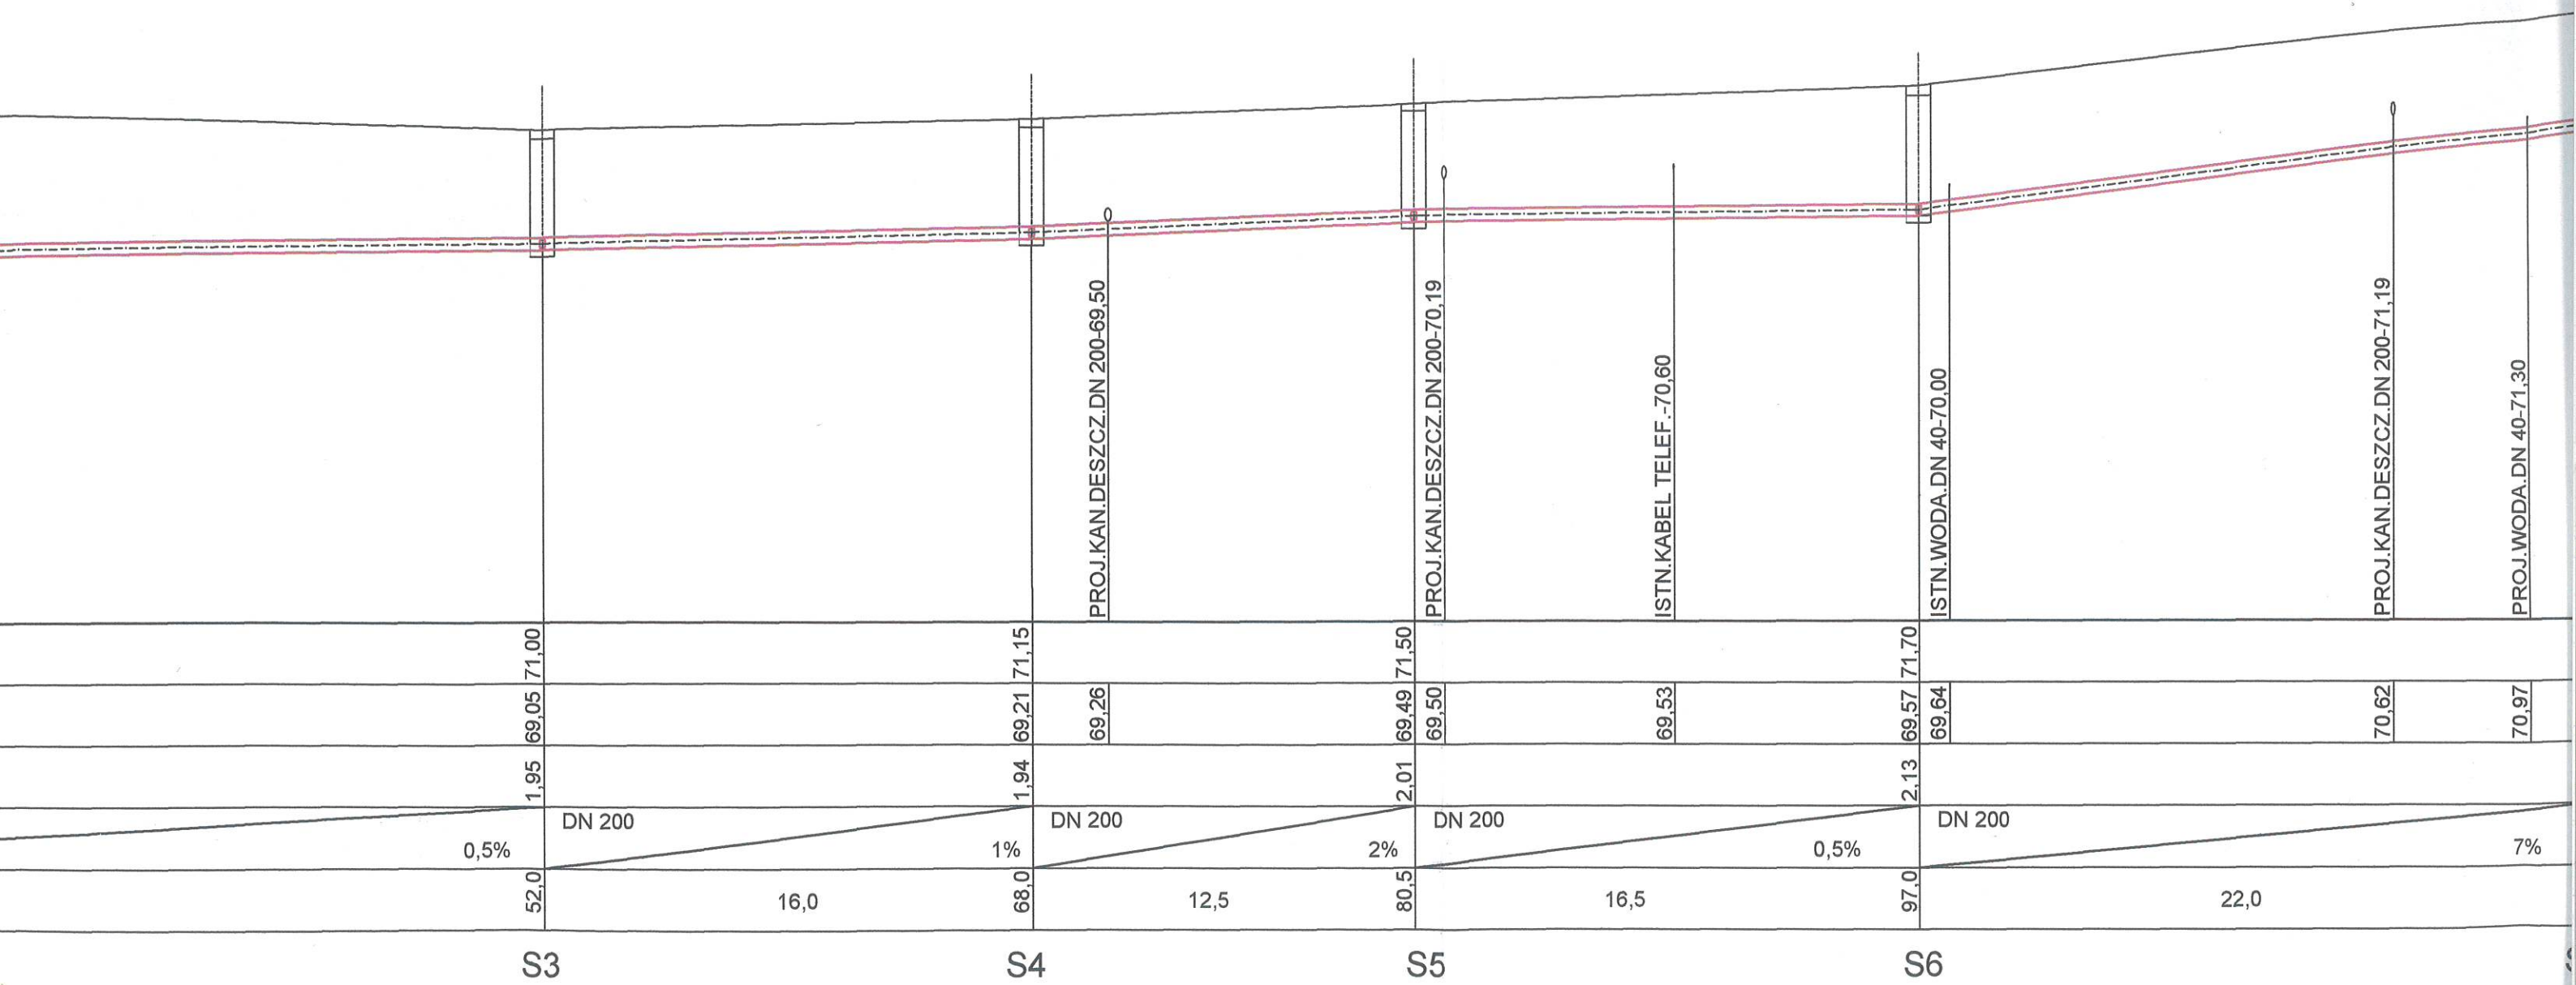 PROJ.KAN.DESZCZ.DN 200-69,50
PROJ.KAN.DESZCZ.DN 200-70,19
ISTN.KABEL TELEF.-70,60
ISTN.WODA.DN 40-70,00
PROJ.KAN.DESZCZ.DN 200-71,19
PROJ.WODA.DN 40-71,30
71,00
71,15
71,50
71,70
69,05
69,21
69,26
69,49
69,50
69,53
69,57
69,64
70,62
70,97
1,95
1,94
2,01
2,13
DN 200
DN 200
DN 200
DN 200
0,5%
1%
2%
0,5%
7%
52,0
16,0
68,0
12,5
80,5
16,5
97,0
22,0
S3
S4
S5
S6